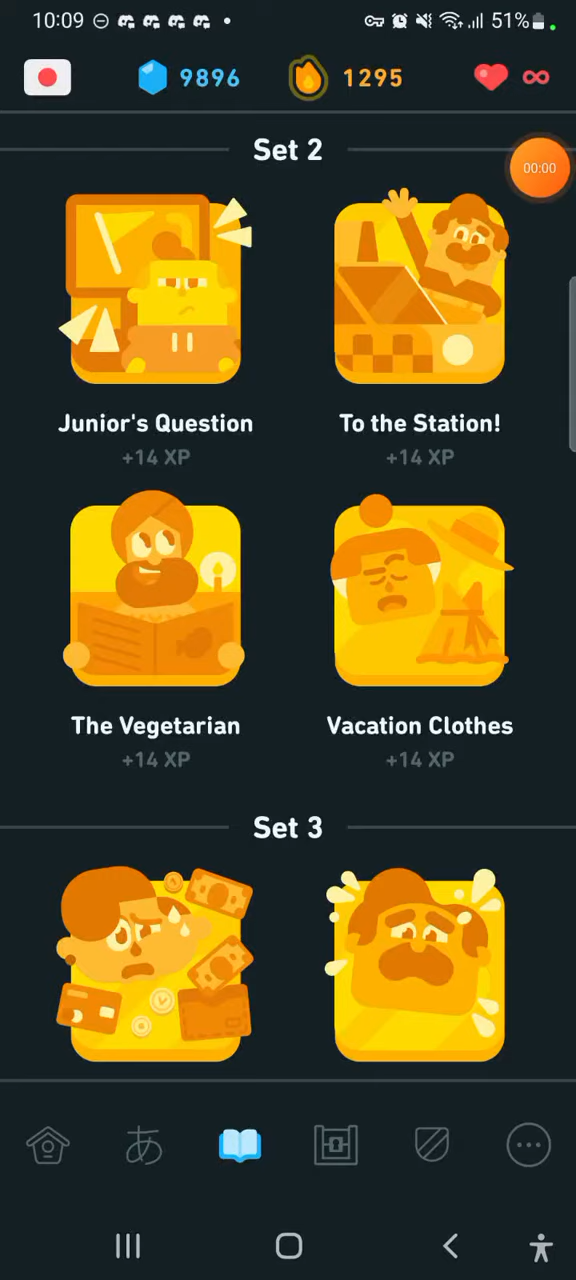 10:09 51%
9896 1295
Set 2
00:00
Junior's Question To the Station!
+14 XP +14 XP
The Vegetarian Vacation Clothes
+14 XP +14 XP
Set 3
あ